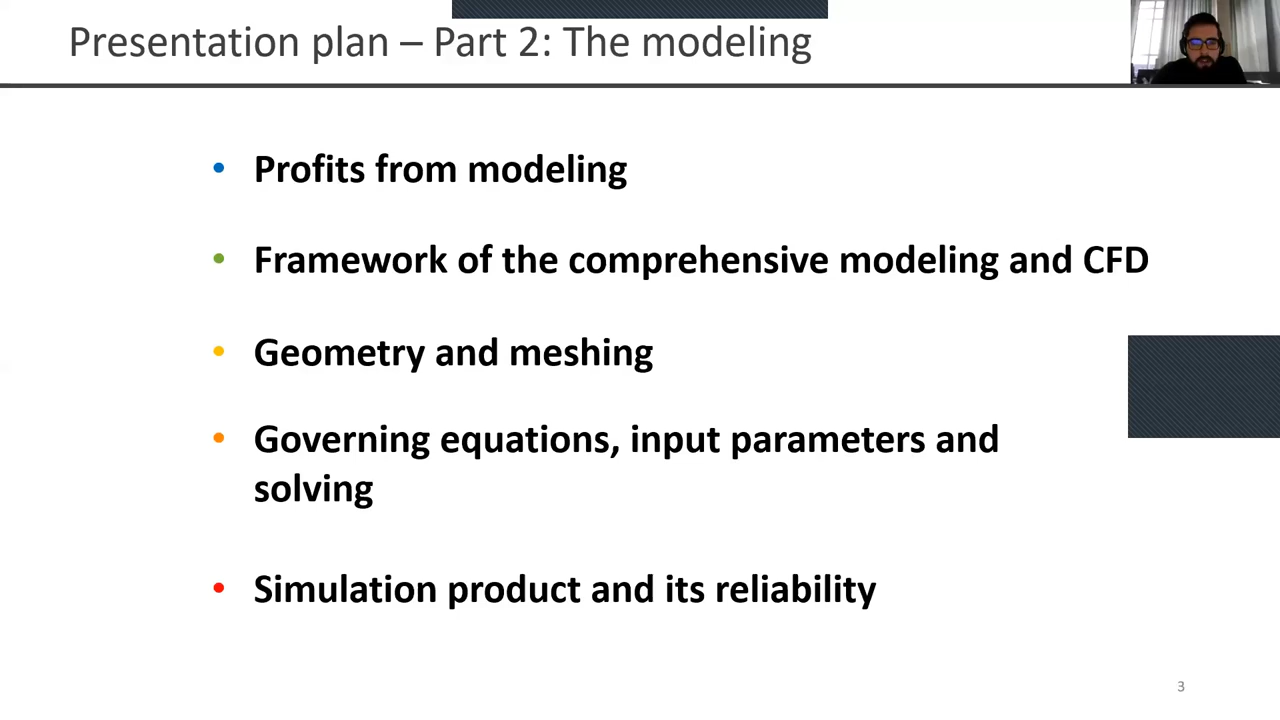 Presentation plan – Part 2: The modeling
• Profits from modeling
• Framework of the comprehensive modeling and CFD
• Geometry and meshing
• Governing equations, input parameters and
solving
• Simulation product and its reliability
3